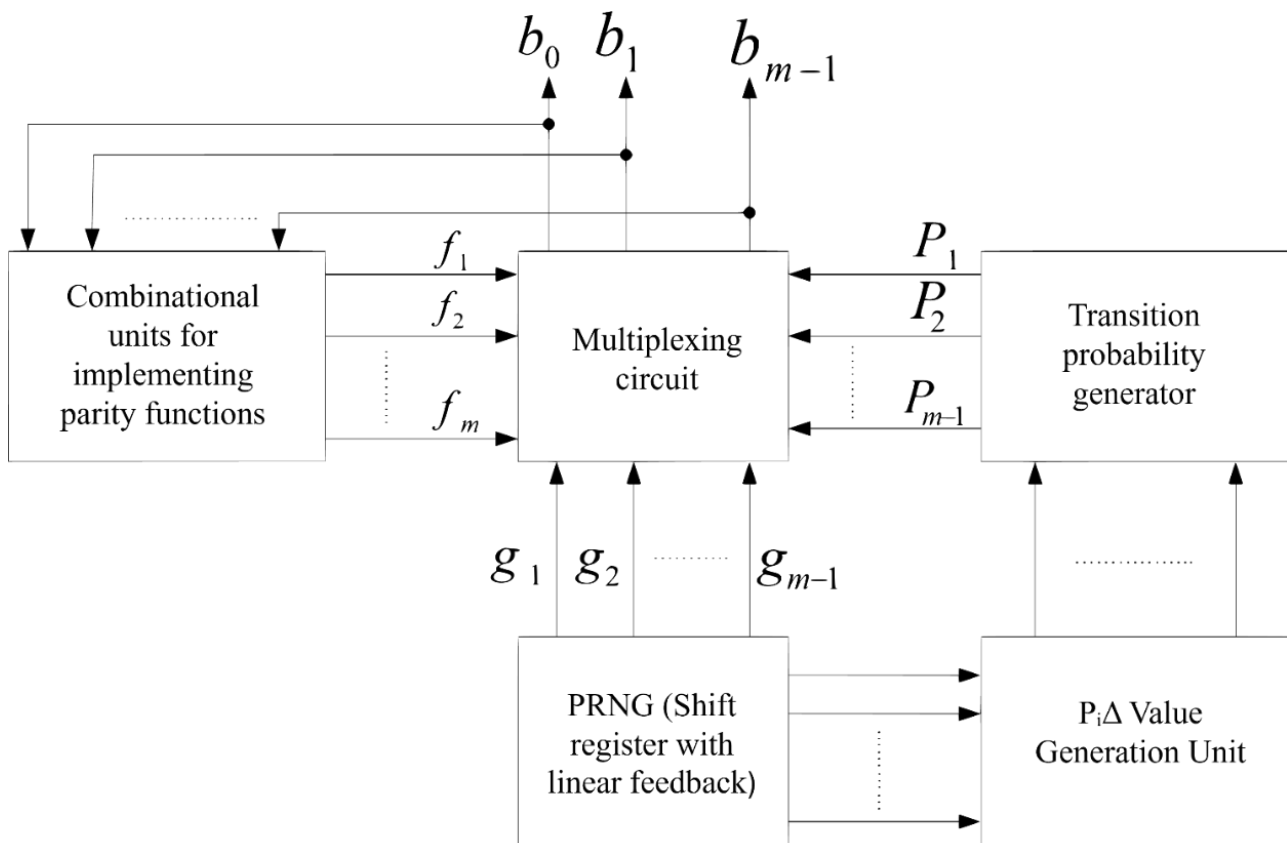 b₀ b₁ bₘ₋₁
Combinational
units for
implementing
parity functions
f₁
f₂
fₘ
Multiplexing
circuit
P₁
P₂
Pₘ₋₁
Transition
probability
generator
g₁ g₂ gₘ₋₁
PRNG (Shift
register with
linear feedback)
PᵢΔ Value
Generation Unit